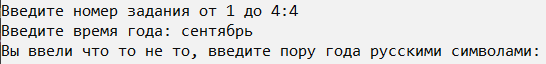 Введите номер задания от 1 до 4:4
Введите время года: сентябрь
Вы ввели что то не то, введите пору года русскими символами: